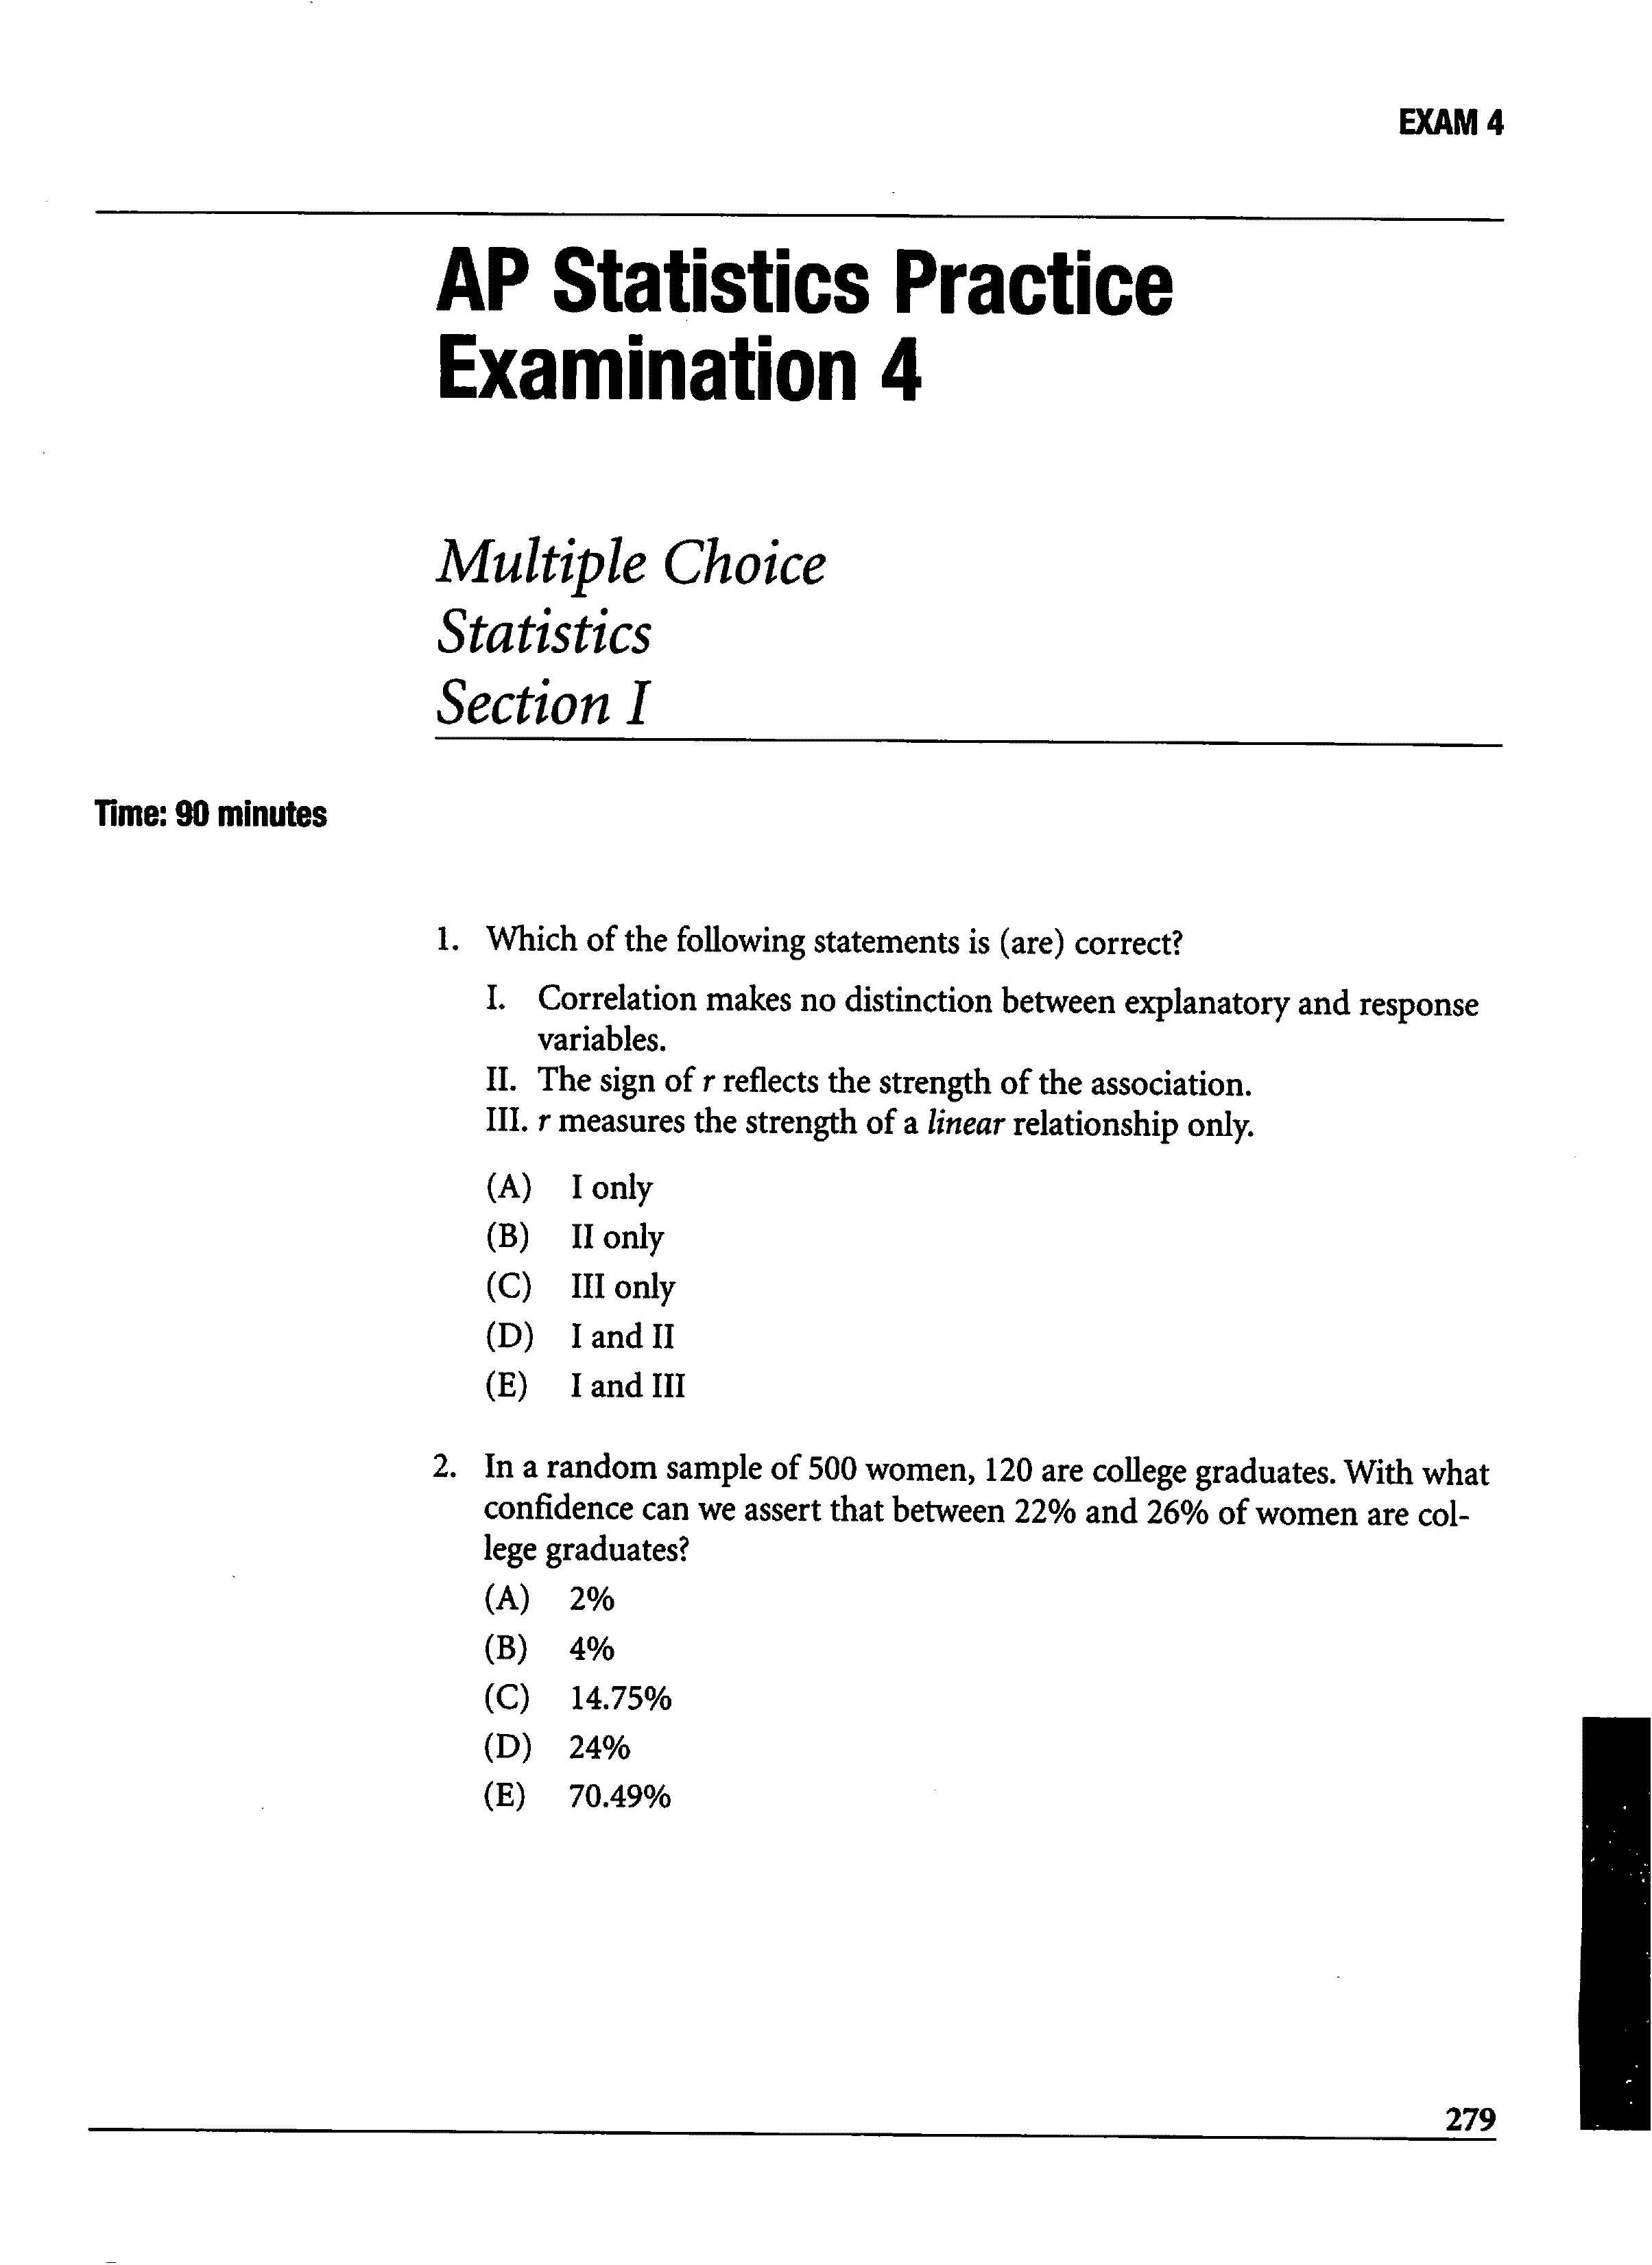 EXAM 4
AP Statistics Practice
Examination 4
Multiple Choice
Statistics
Section I
Time: 90 minutes
1. Which of the following statements is (are) correct?
I. Correlation makes no distinction between explanatory and response
variables.
II. The sign of r reflects the strength of the association.
III. r measures the strength of a linear relationship only.
(A) I only
(B) II only
(C) III only
(D) I and II
(E) I and III
2. In a random sample of 500 women, 120 are college graduates. With what
confidence can we assert that between 22% and 26% of women are col-
lege graduates?
(A) 2%
(B) 4%
(C) 14.75%
(D) 24%
(E) 70.49%
279